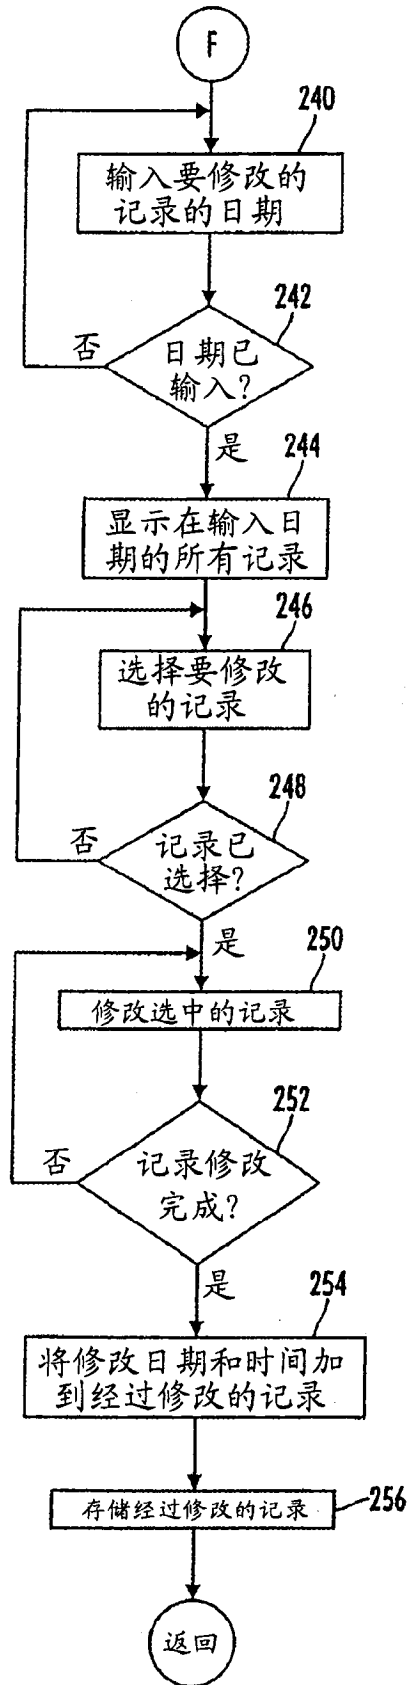 F
240
输入要修改的
记录的日期
242
日期已
输入?
否
是
244
显示在输入日
期的所有记录
246
选择要修改
的记录
248
记录已
选择?
否
是
250
修改选中的记录
252
记录修改
完成?
否
是
254
将修改日期和时间加
到经过修改的记录
存储经过修改的记录
256
返回